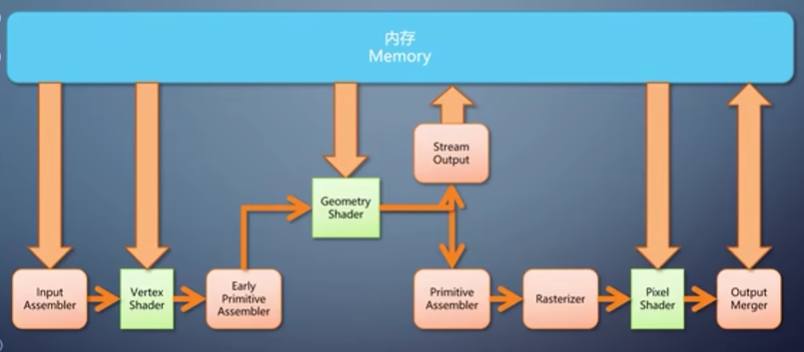 内存
Memory
Stream
Output
Geometry
Shader
Input
Assembler
Vertex
Shader
Early
Primitive
Assembler
Primitive
Assembler
Rasterizer
Pixel
Shader
Output
Merger